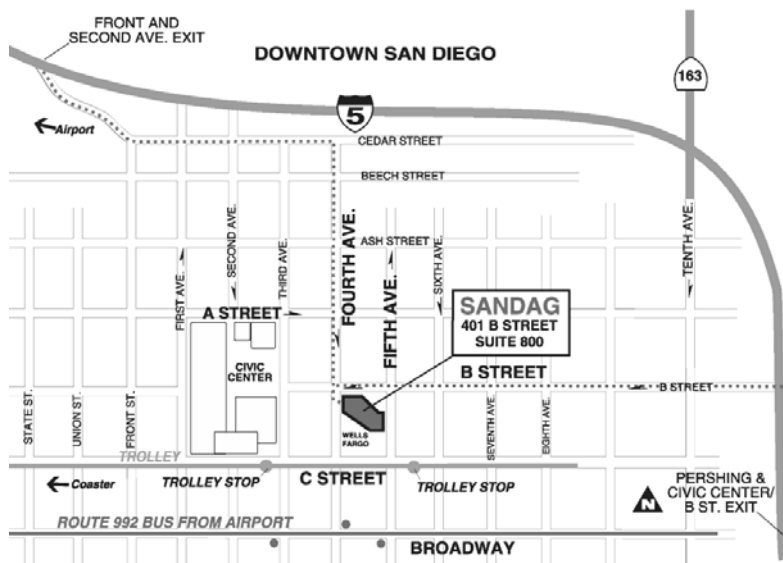 FRONT AND
SECOND AVE. EXIT
DOWNTOWN SAN DIEGO
163
5
Airport
CEDAR STREET
BEECH STREET
ASH STREET
FIRST AVE.
SECOND AVE.
THIRD AVE.
FOURTH AVE.
FIFTH AVE.
SIXTH AVE.
TENTH AVE.
A STREET
SANDAG
401 B STREET
SUITE 800
CIVIC
CENTER
B STREET
B STREET
STATE ST.
UNION ST.
FRONT ST.
WELLS
FARGO
SEVENTH AVE.
EIGHTH AVE.
TROLLEY
Coaster
TROLLEY STOP
C STREET
TROLLEY STOP
PERSHING &
CIVIC CENTER/
B ST. EXIT
N
ROUTE 992 BUS FROM AIRPORT
BROADWAY